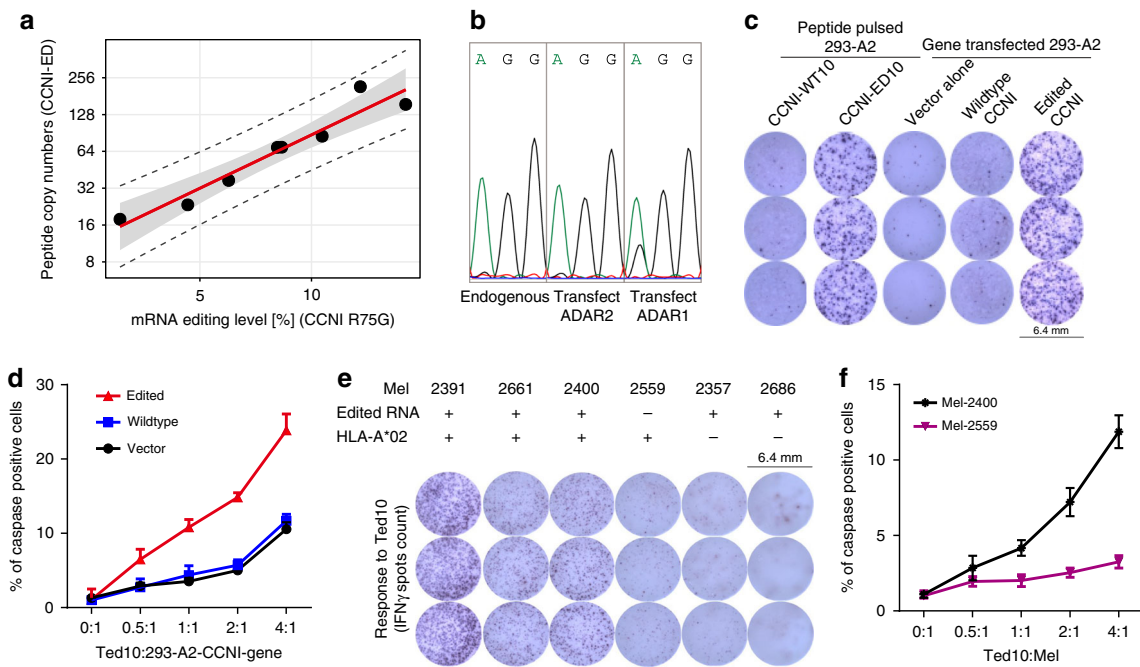 a
Peptide copy numbers (CCNI-ED)
256
128
64
32
16
8
5
10
mRNA editing level [%] (CCNI R75G)
b
A G G A G G A G G
Endogenous
Transfect
ADAR2
Transfect
ADAR1
c
Peptide pulsed
293-A2
Gene transfected 293-A2
CCNI-WT10
CCNI-ED10
Vector alone
Wildtype
CCNI
Edited
CCNI
6.4 mm
d
% of caspase positive cells
30
20
10
0
Edited
Wildtype
Vector
0:1 0.5:1 1:1 2:1 4:1
Ted10:293-A2-CCNI-gene
e
Mel 2391 2661 2400 2559 2357 2686
Edited RNA + + + – + +
HLA-A*02 + + + + – –
6.4 mm
Response to Ted10
(IFNγ spots count)
f
% of caspase positive cells
15
10
5
0
Mel-2400
Mel-2559
0:1 0.5:1 1:1 2:1 4:1
Ted10:Mel